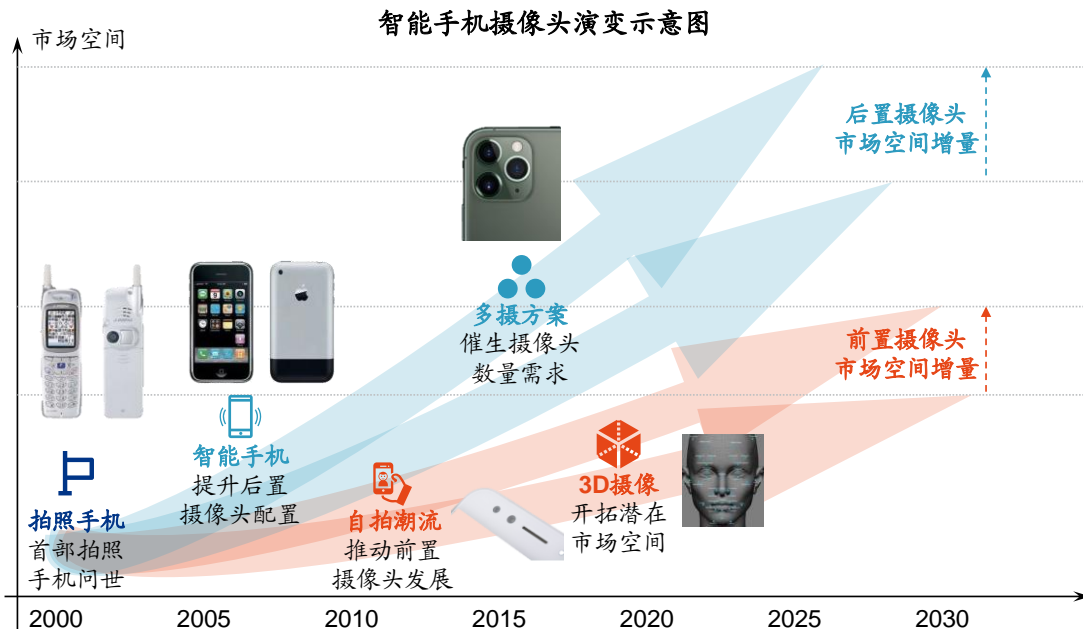 智能手机摄像头演变示意图
市场空间
后置摄像头
市场空间增量
多摄方案
催生摄像头
数量需求
前置摄像头
市场空间增量
智能手机
提升后置
摄像头配置
拍照手机
首部拍照
手机问世
自拍潮流
推动前置
摄像头发展
3D摄像
开拓潜在
市场空间
2000
2005
2010
2015
2020
2025
2030